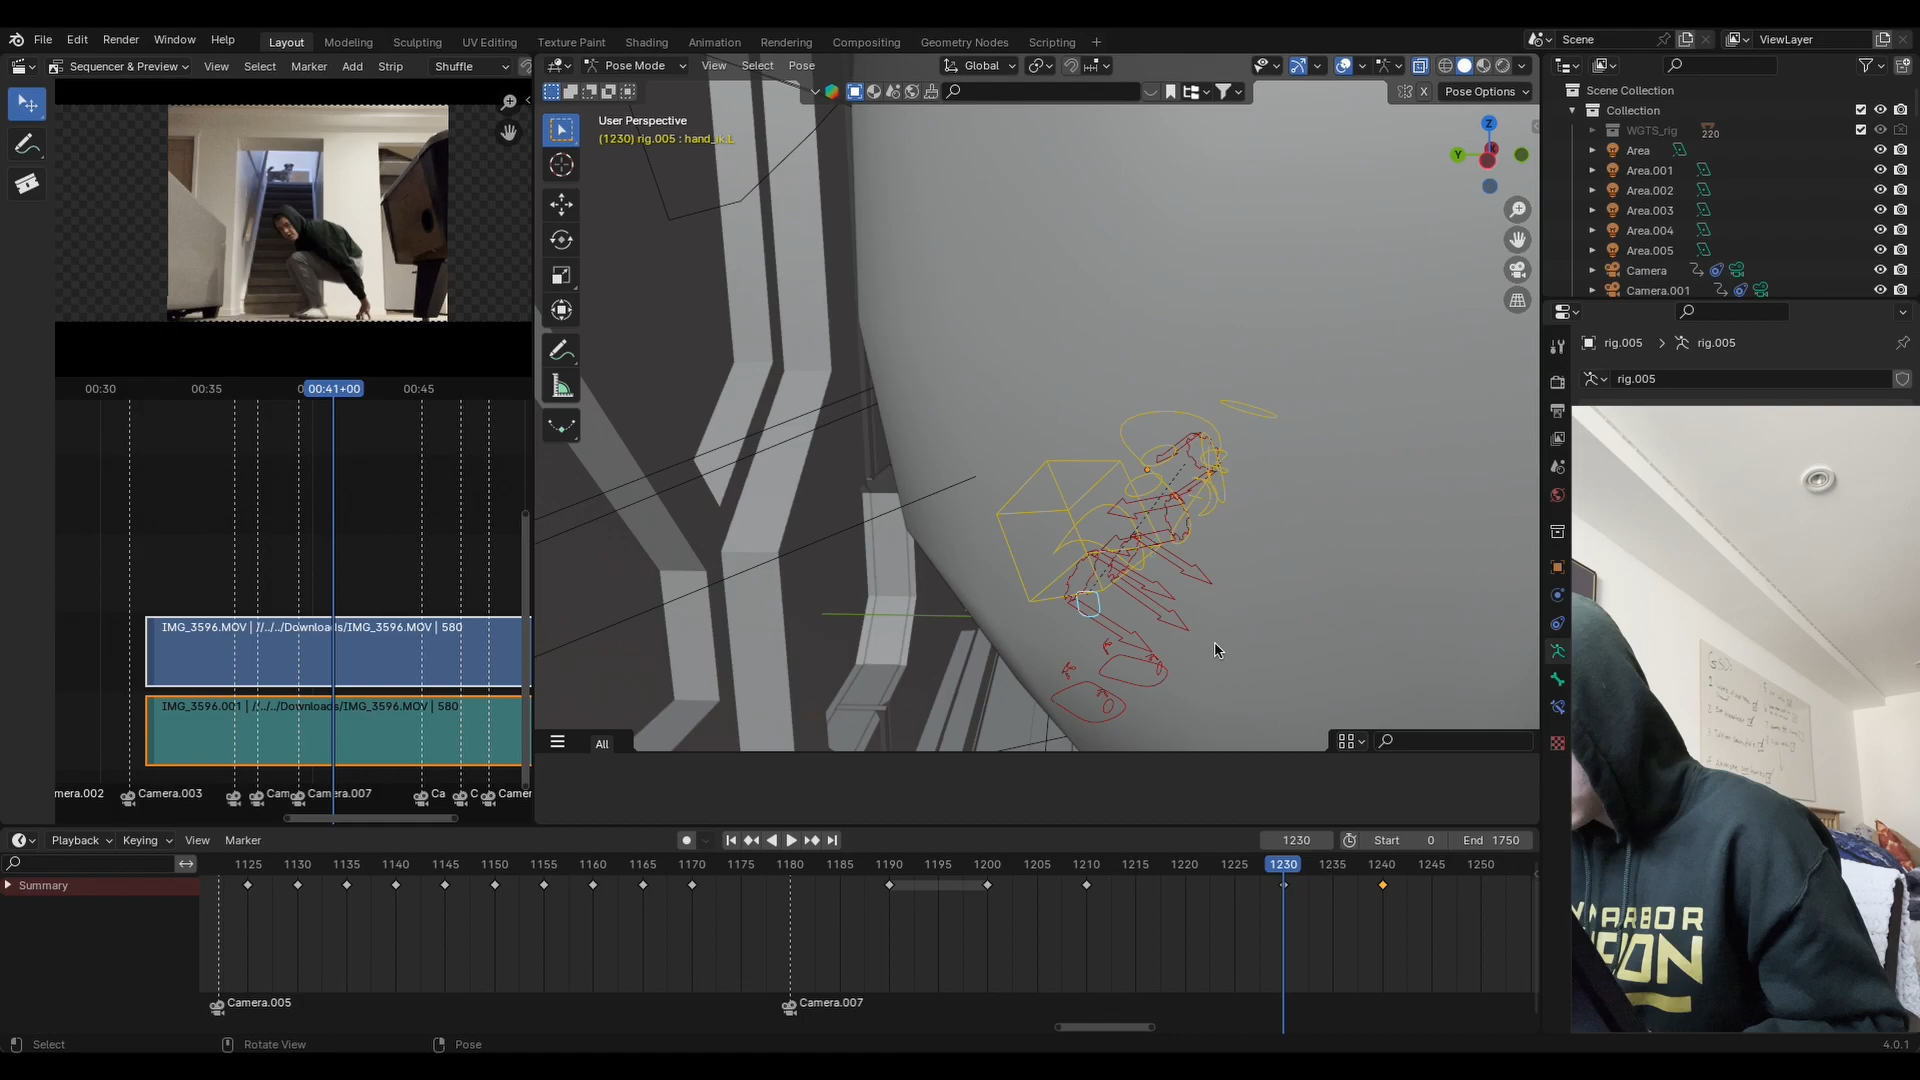 File Edit Render Window Help
Layout Modeling Sculpting UV Editing Texture Paint Shading Animation Rendering Compositing Geometry Nodes Scripting +
Scene
ViewLayer
Sequencer & Preview View Select Marker Add Strip Shuffle
Pose Mode View Select Pose Global
X Pose Options
User Perspective
(1230) rig.005 : hand_ik.L
Z
Y
Scene Collection
Collection
WGTS_rig 220
Area
Area.001
Area.002
Area.003
Area.004
Area.005
Camera
Camera.001
rig.005 > rig.005
rig.005
00:30 00:35 00:41+00 00:45
IMG_3596.MOV | //../../Downloads/IMG_3596.MOV | 580
IMG_3596.001 | //../../Downloads/IMG_3596.MOV | 580
mera.002 Camera.003 Cam Camera.007 Ca C Camer
All
Playback Keying View Marker
1230 Start 0 End 1750
1125 1130 1135 1140 1145 1150 1155 1160 1165 1170 1175 1180 1185 1190 1195 1200 1205 1210 1215 1220 1225 1230 1235 1240 1245 1250
Summary
Camera.005 Camera.007
ARBOR
Select Rotate View Pose 4.0.1